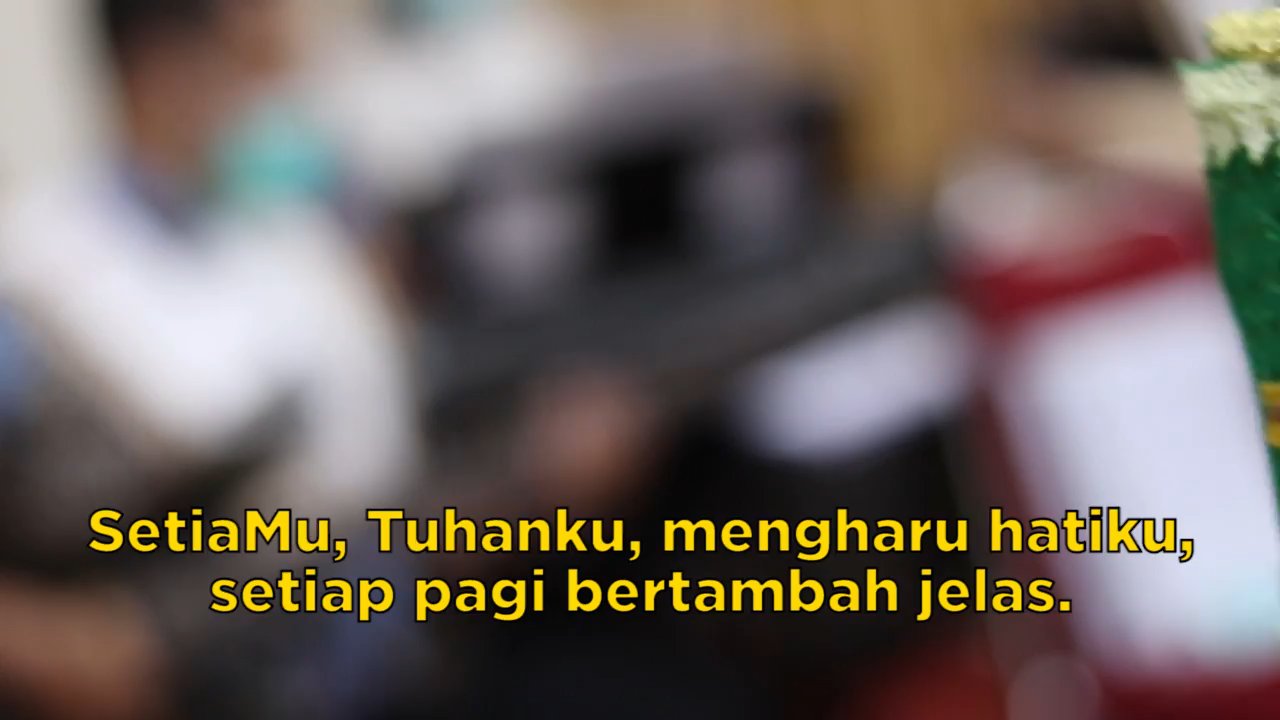 SetiaMu, Tuhanku, mengharu hatiku,
setiap pagi bertambah jelas.